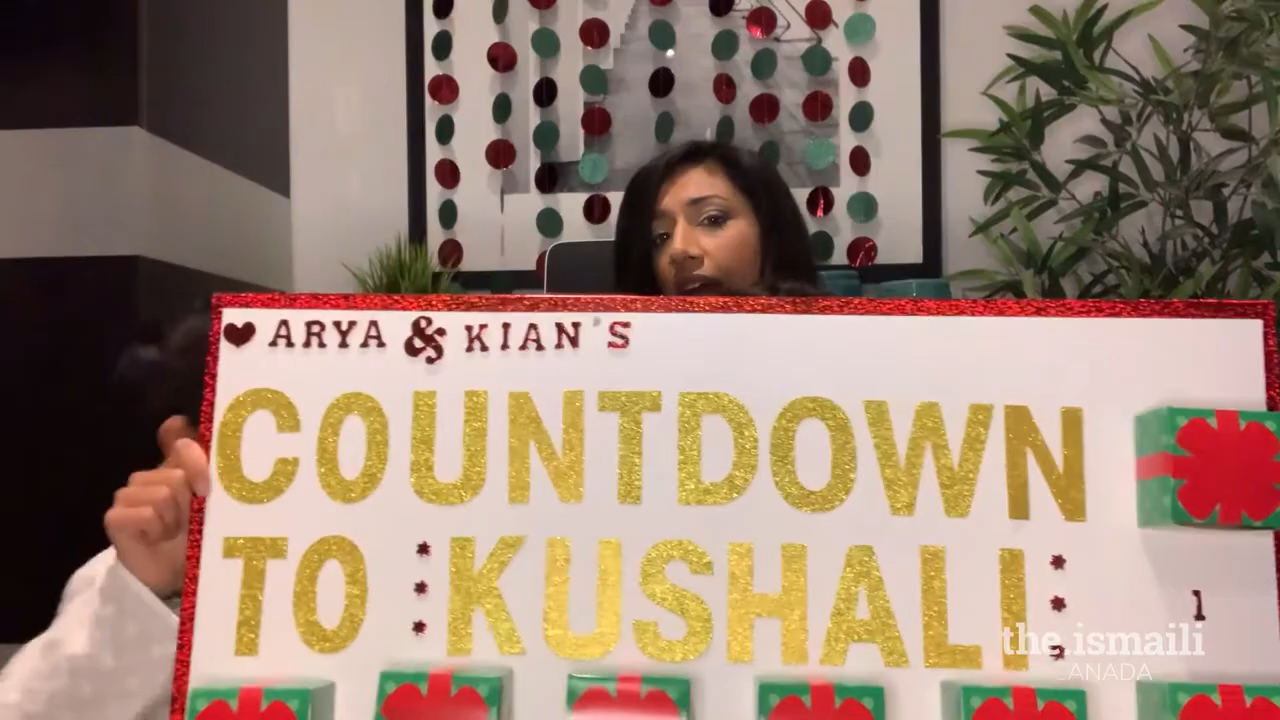 ARYA & KIAN'S
COUNTDOWN
TO KUSHALI
1
the.ismaili
CANADA